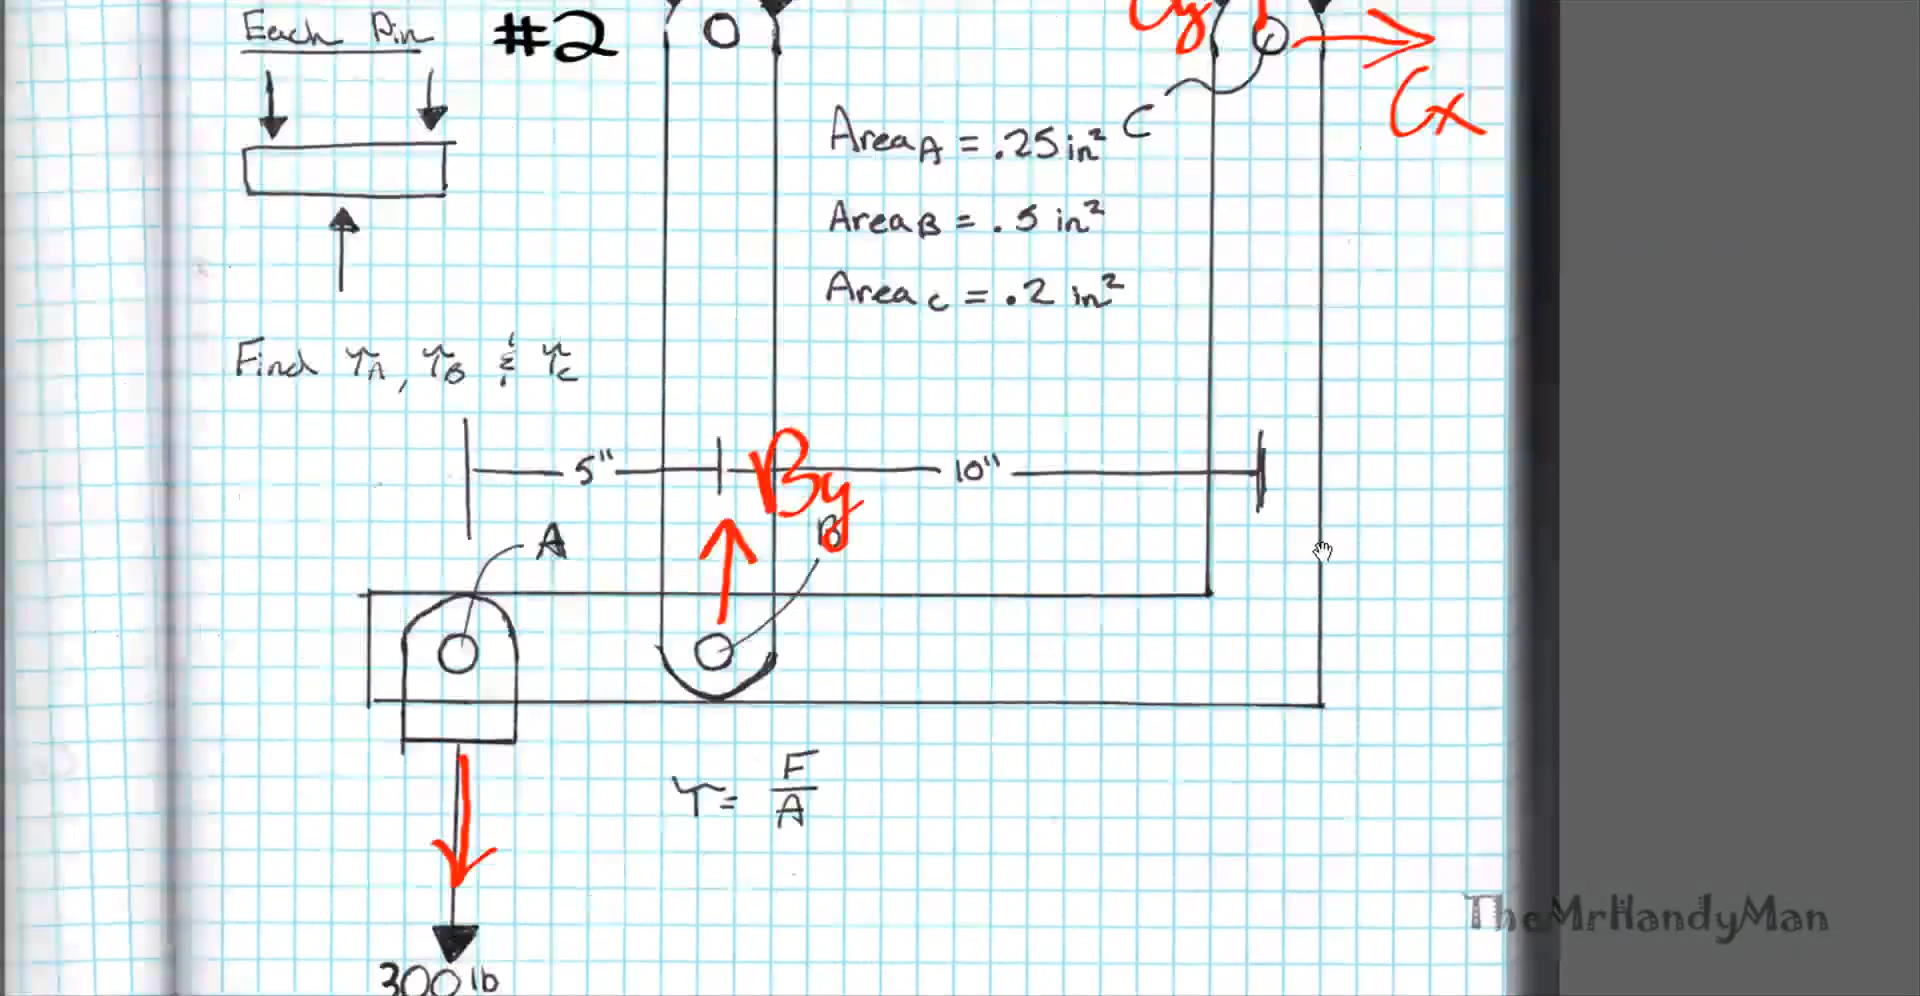 Each Pin
#2
Cy
Cx
C
Area A = .25 in²
Area B = .5 in²
Area C = .2 in²
Find τA, τB & τC
5"
10"
By
A
B
τ = F/A
300 lb
TheMrHandyMan